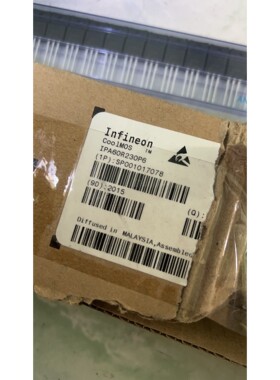 Infineon
CoolMOS ™
IPA60R230P6
(1P):SP001017078
(Q):
(9D):2015
Diffused in MALAYSIA,Assembled